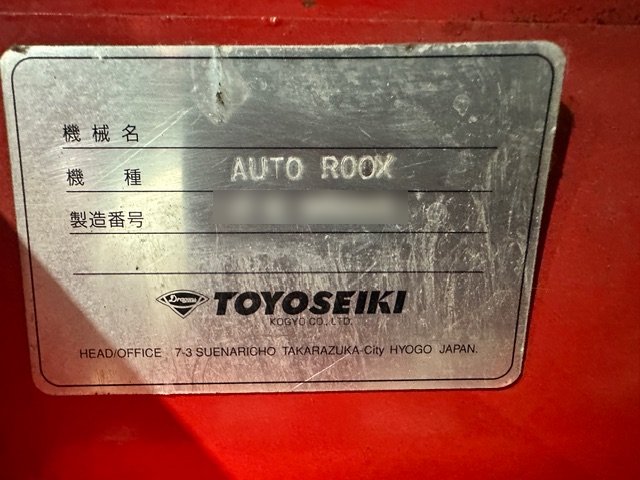 機械名
機種 AUTO ROOX
製造番号
Dragon TOYOSEIKI
KOGYO CO., LTD.
HEAD/OFFICE 7-3 SUENARICHO TAKARAZUKA-City HYOGO JAPAN.